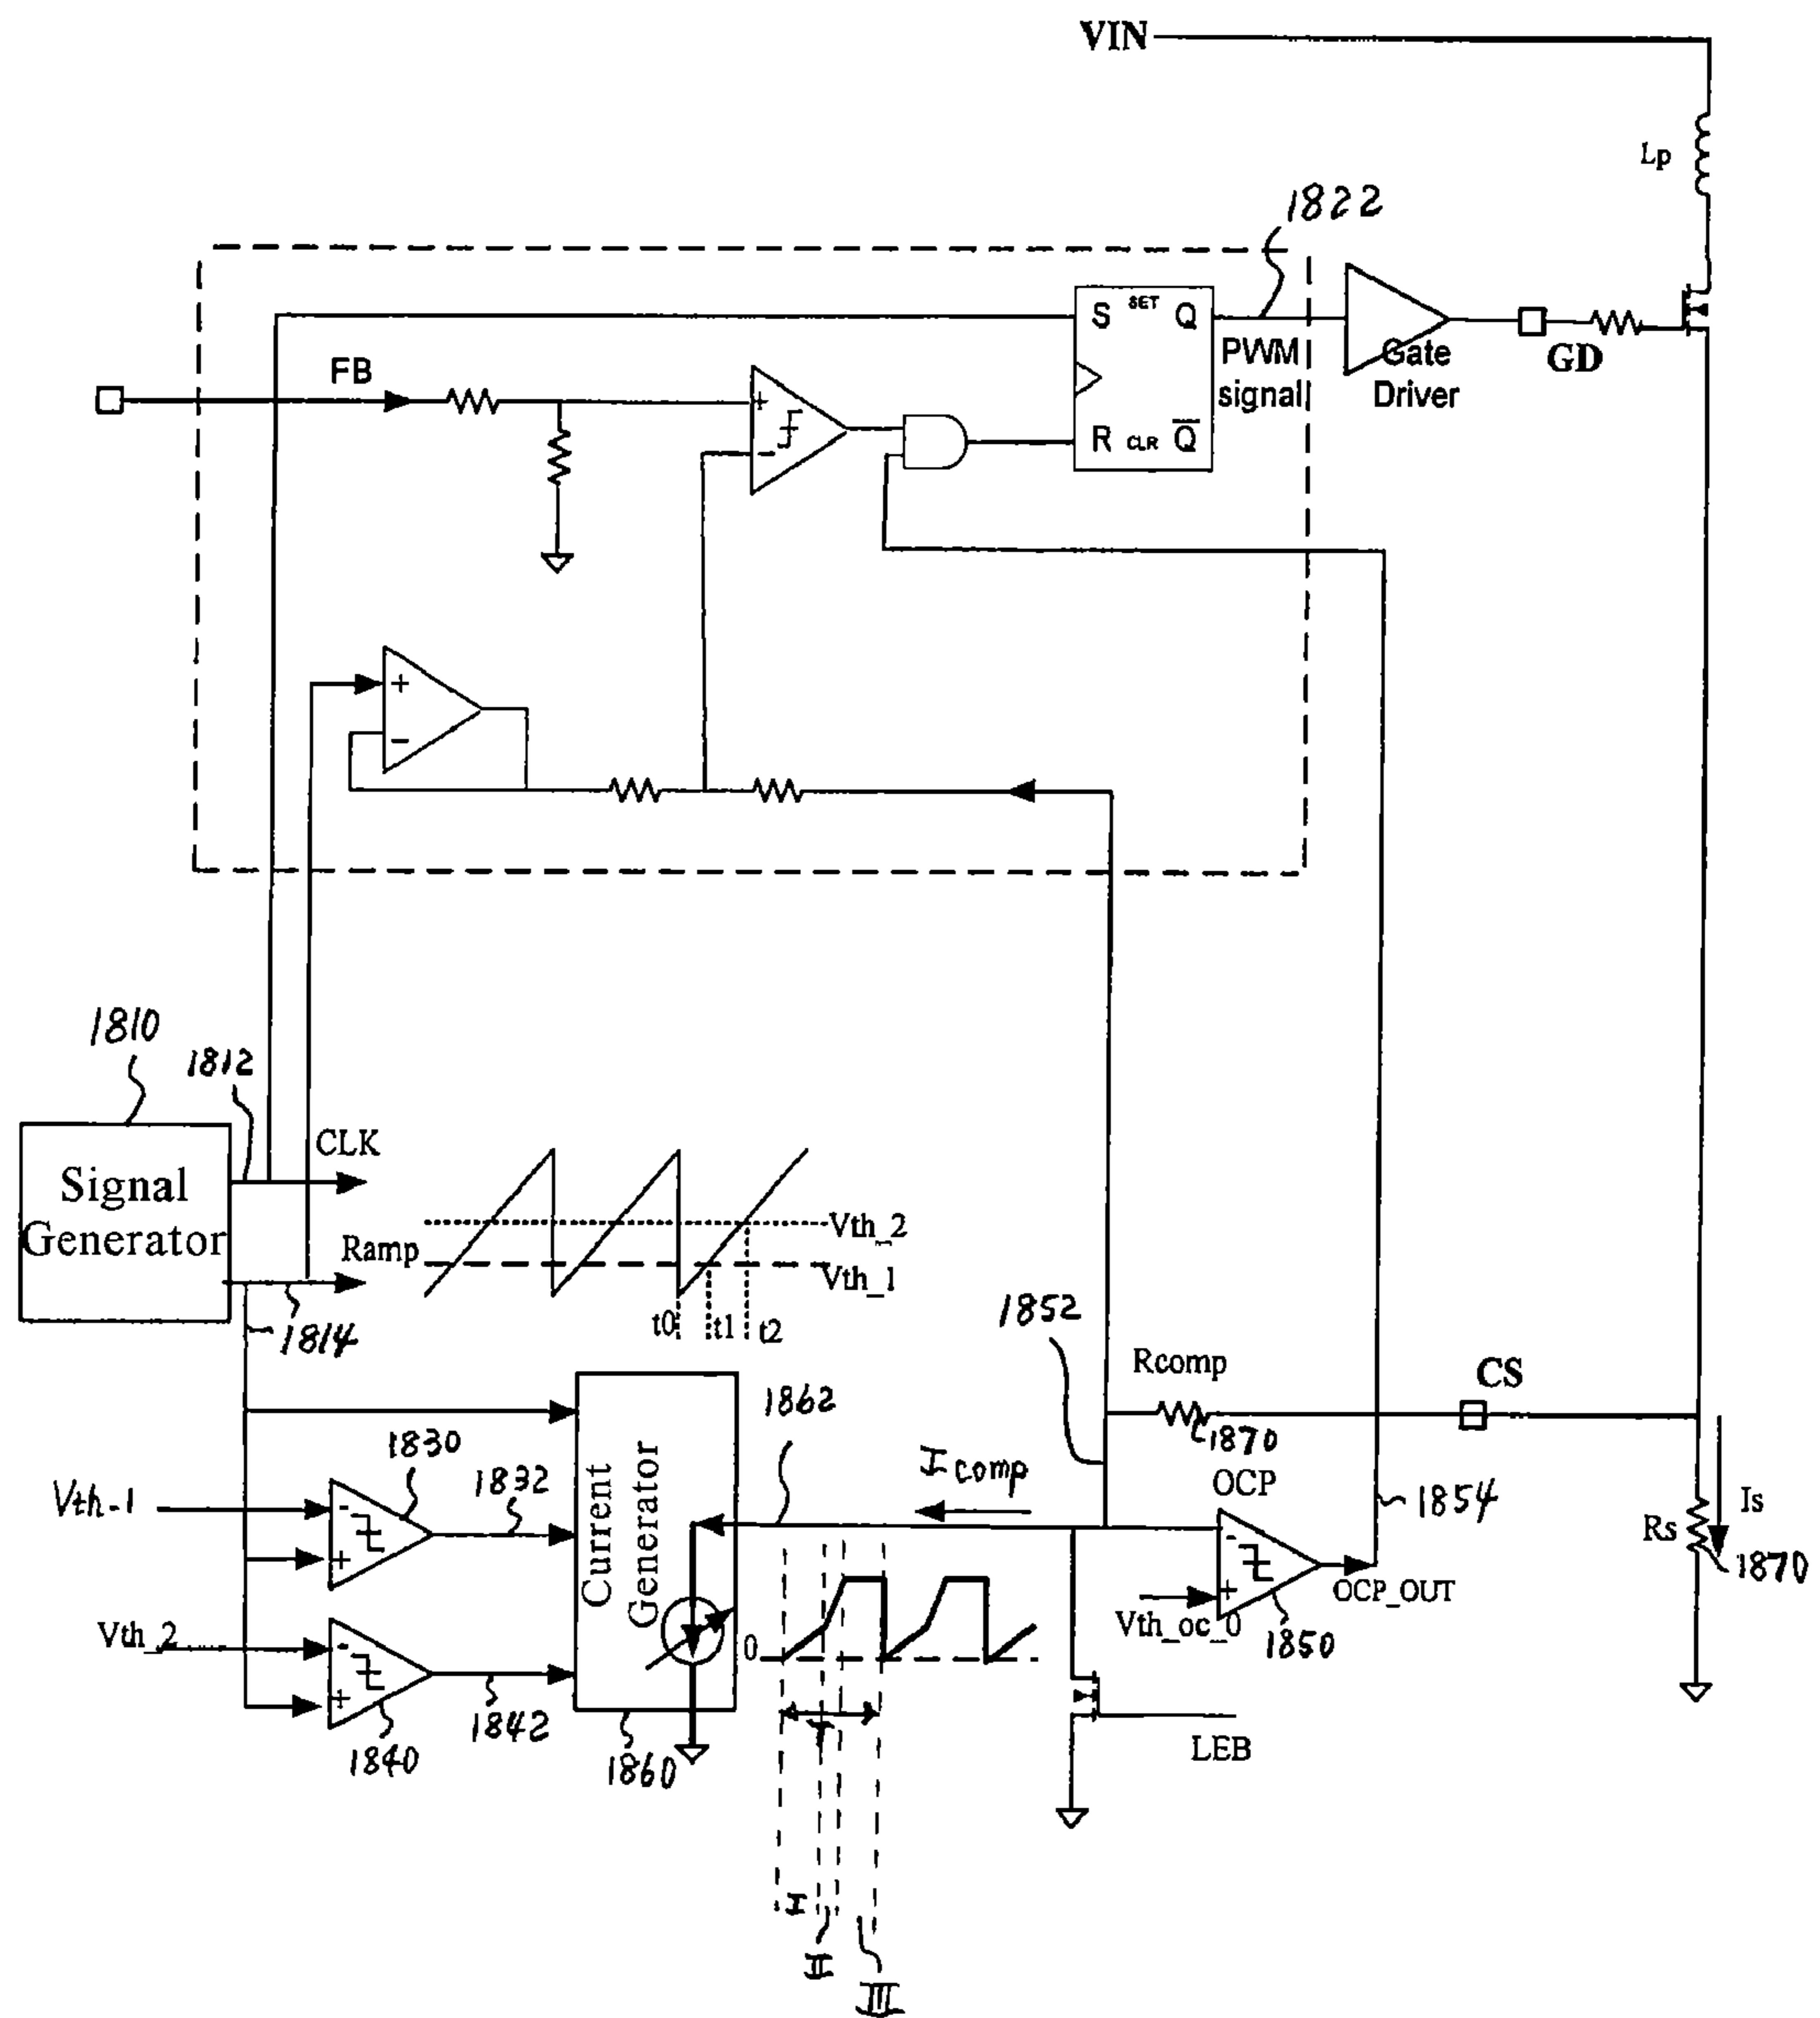 VIN
Lp
1822
S SET Q
PWM
signal
Gate
Driver
GD
FB
+
-
R CLR Q̅
+
-
1810
1812
CLK
Signal
Generator
Ramp
Vth_2
Vth_1
t0 t1 t2
1814
1852
Rcomp
CS
1870
OCP
1862
Icomp
1854
Is
Rs
1870
1830
1832
Vth-1
-
+
Current
Generator
-
+
OCP_OUT
Vth_oc_0
1850
Vth_2
-
+
0
1840
1842
1860
T
LEB
I
II
III